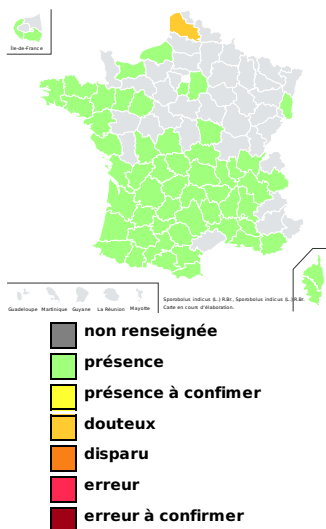 Île-de-France
Guadeloupe Martinique Guyane La Réunion Mayotte
Sporobolus indicus (L.) R.Br., Sporobolus indicus (L.) R.Br.
Carte en cours d'élaboration.
non renseignée
présence
présence à confimer
douteux
disparu
erreur
erreur à confirmer